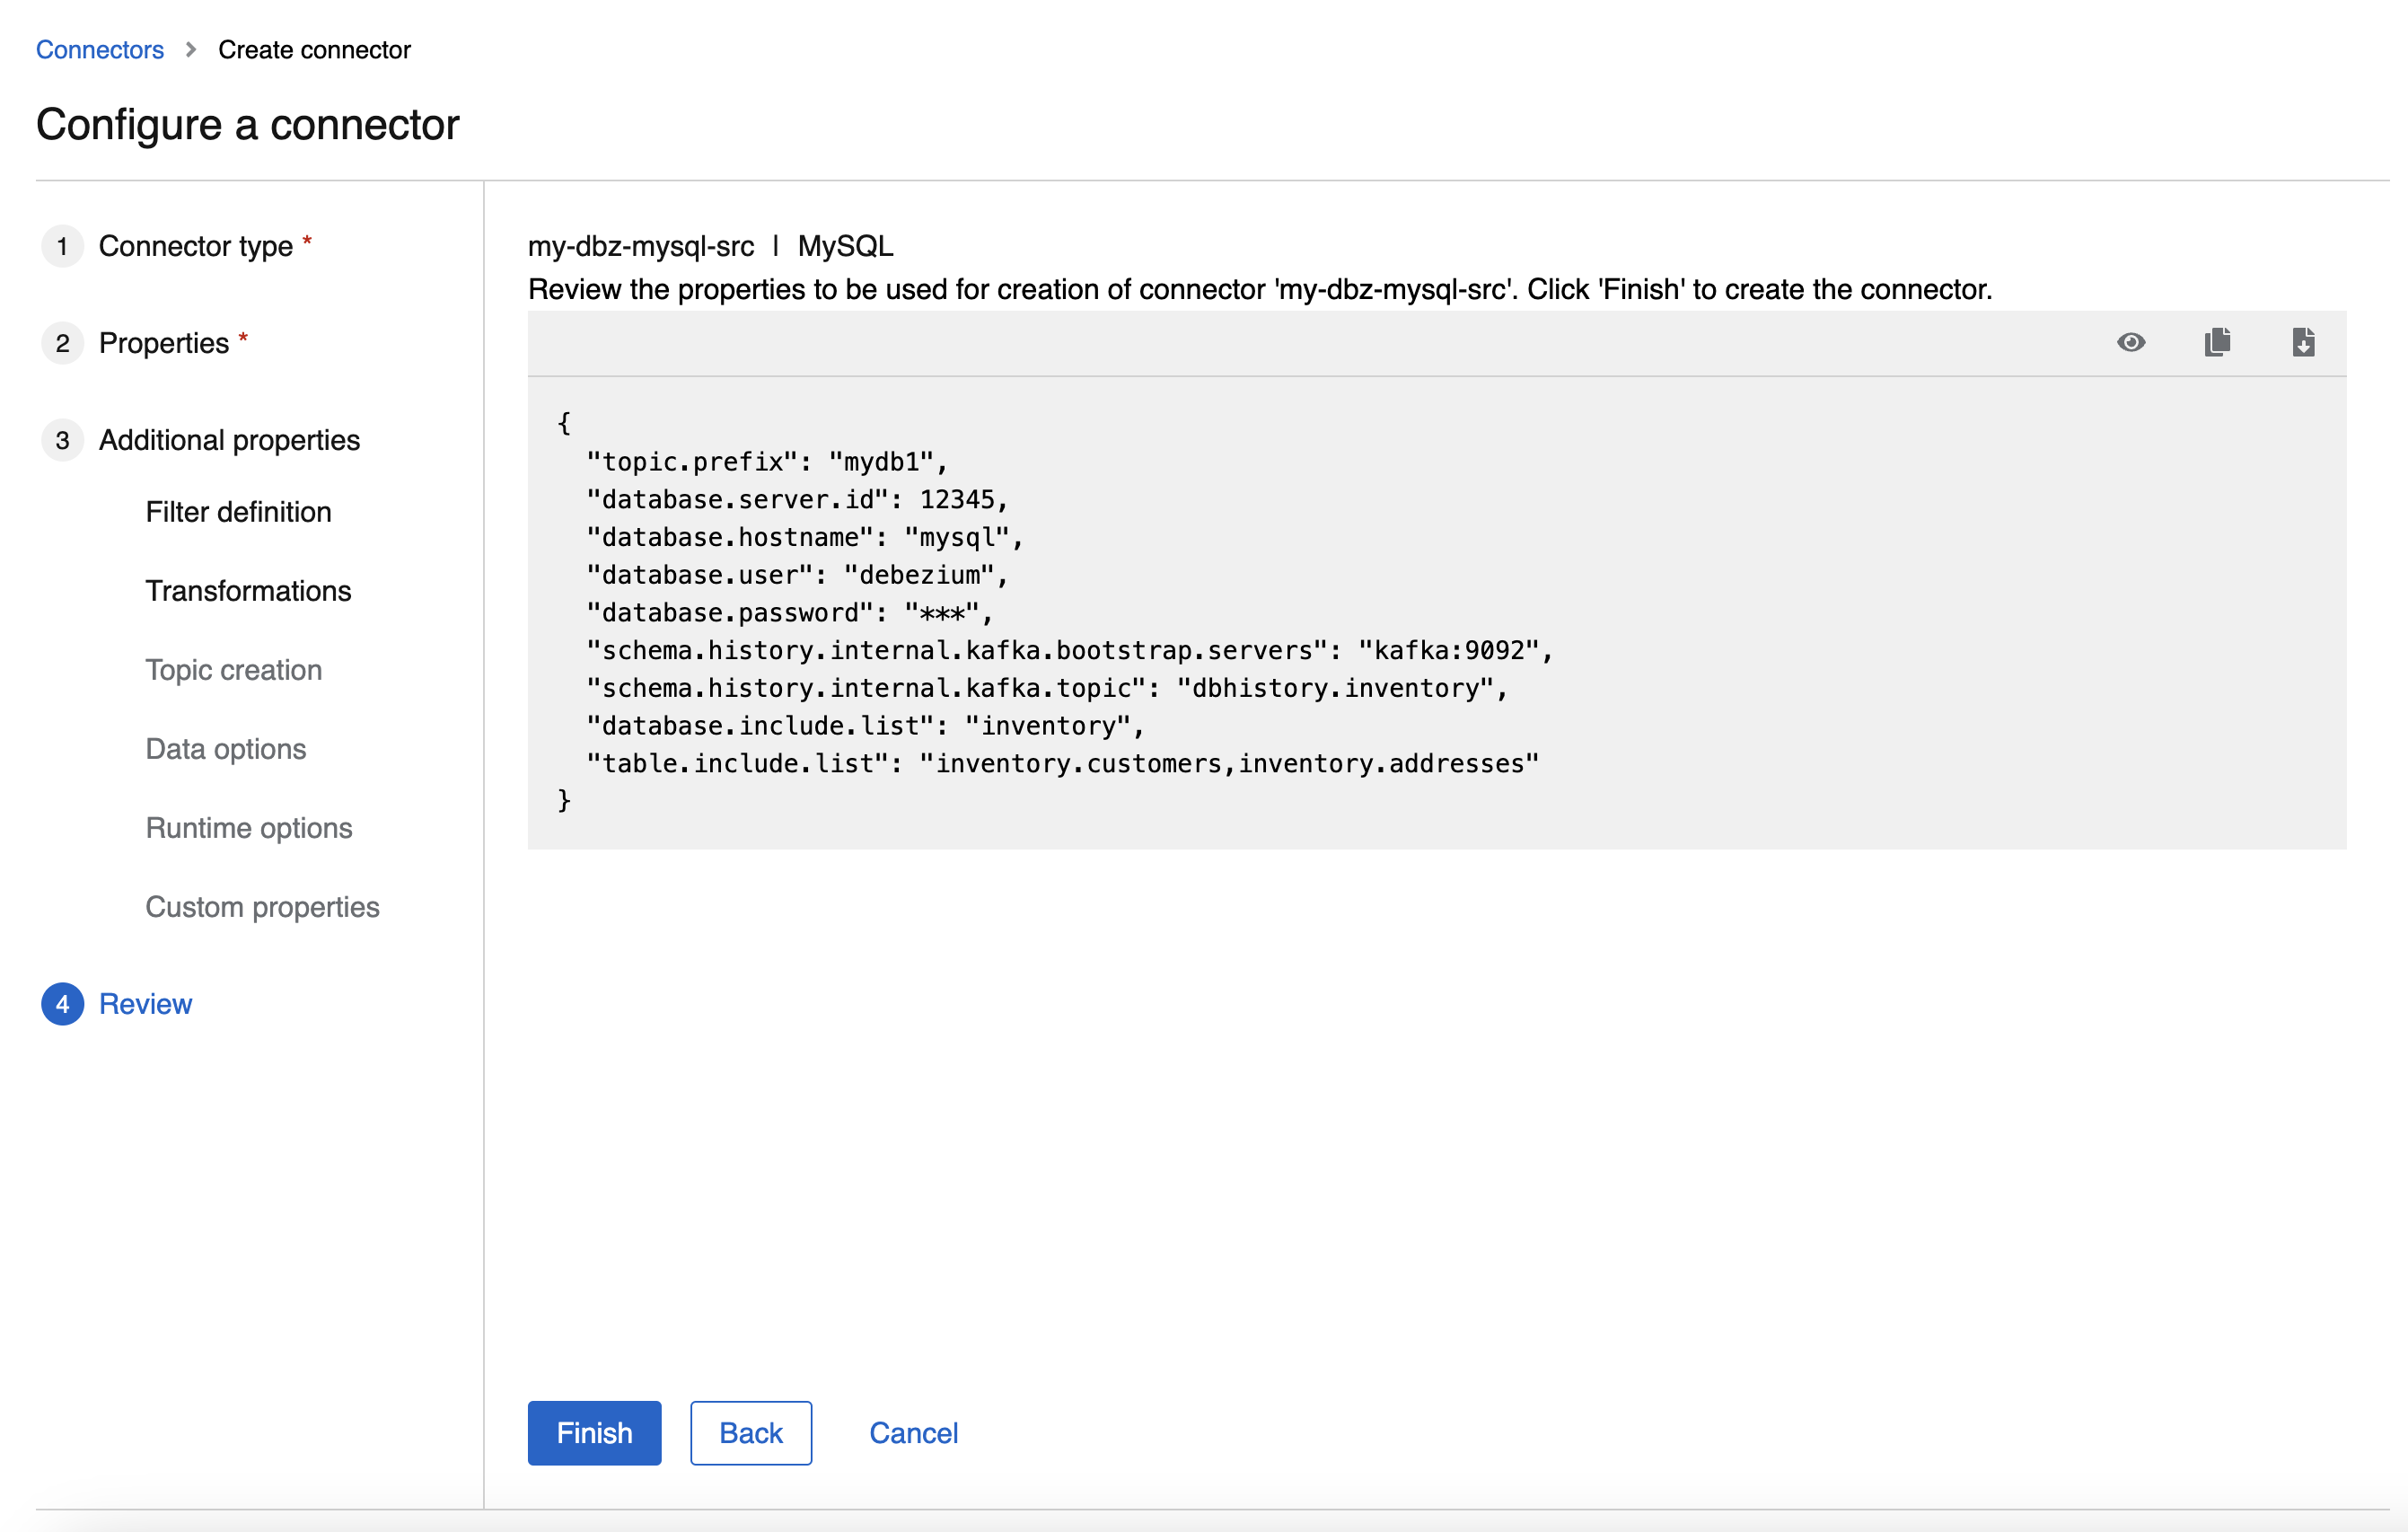 Connectors > Create connector
Configure a connector
1 Connector type *
2 Properties *
3 Additional properties
Filter definition
Transformations
Topic creation
Data options
Runtime options
Custom properties
4 Review
my-dbz-mysql-src | MySQL
Review the properties to be used for creation of connector 'my-dbz-mysql-src'. Click 'Finish' to create the connector.
{
  "topic.prefix": "mydb1",
  "database.server.id": 12345,
  "database.hostname": "mysql",
  "database.user": "debezium",
  "database.password": "***",
  "schema.history.internal.kafka.bootstrap.servers": "kafka:9092",
  "schema.history.internal.kafka.topic": "dbhistory.inventory",
  "database.include.list": "inventory",
  "table.include.list": "inventory.customers,inventory.addresses"
}
Finish Back Cancel